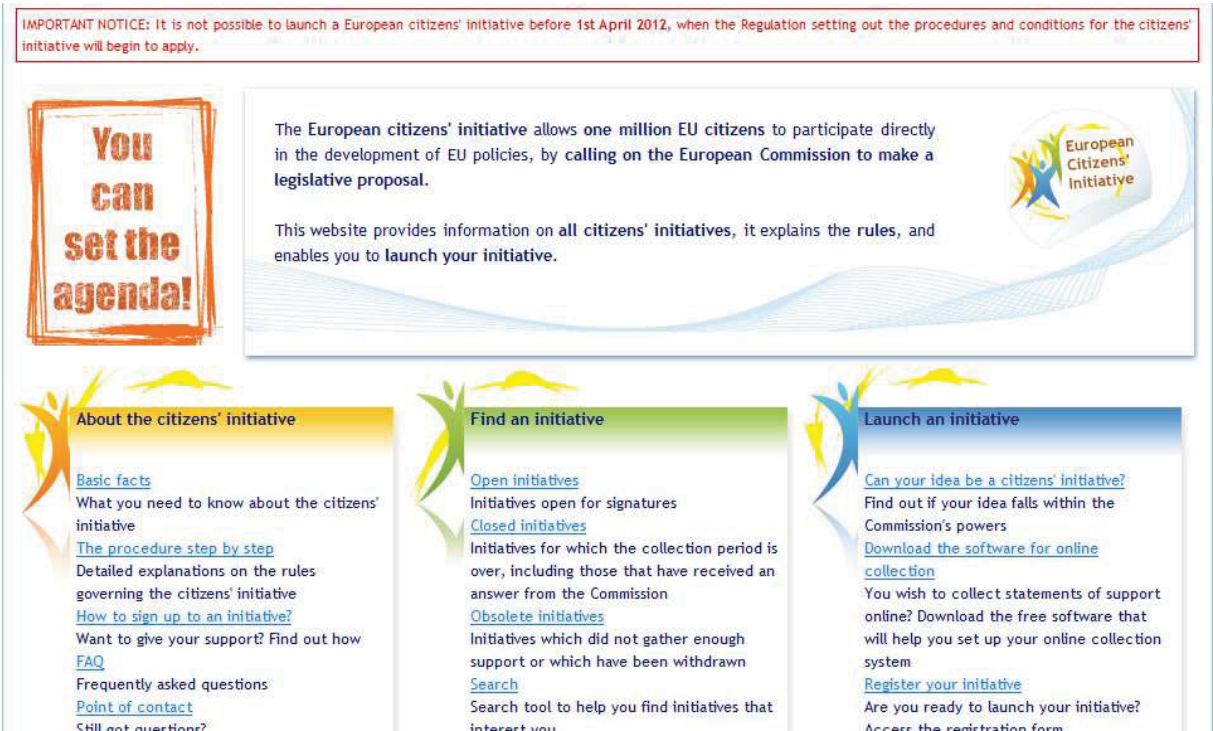 IMPORTANT NOTICE: It is not possible to launch a European citizens' initiative before 1st April 2012, when the Regulation setting out the procedures and conditions for the citizens'
initiative will begin to apply.
You
can
set the
agenda!
The European citizens' initiative allows one million EU citizens to participate directly
in the development of EU policies, by calling on the European Commission to make a
legislative proposal.
This website provides information on all citizens' initiatives, it explains the rules, and
enables you to launch your initiative.
European
Citizens'
Initiative
About the citizens' initiative
Basic facts
What you need to know about the citizens'
initiative
The procedure step by step
Detailed explanations on the rules
governing the citizens' initiative
How to sign up to an initiative?
Want to give your support? Find out how
FAQ
Frequently asked questions
Point of contact
Still got questions?
Find an initiative
Open initiatives
Initiatives open for signatures
Closed initiatives
Initiatives for which the collection period is
over, including those that have received an
answer from the Commission
Obsolete initiatives
Initiatives which did not gather enough
support or which have been withdrawn
Search
Search tool to help you find initiatives that
interest you
Launch an initiative
Can your idea be a citizens' initiative?
Find out if your idea falls within the
Commission's powers
Download the software for online
collection
You wish to collect statements of support
online? Download the free software that
will help you set up your online collection
system
Register your initiative
Are you ready to launch your initiative?
Access the registration form